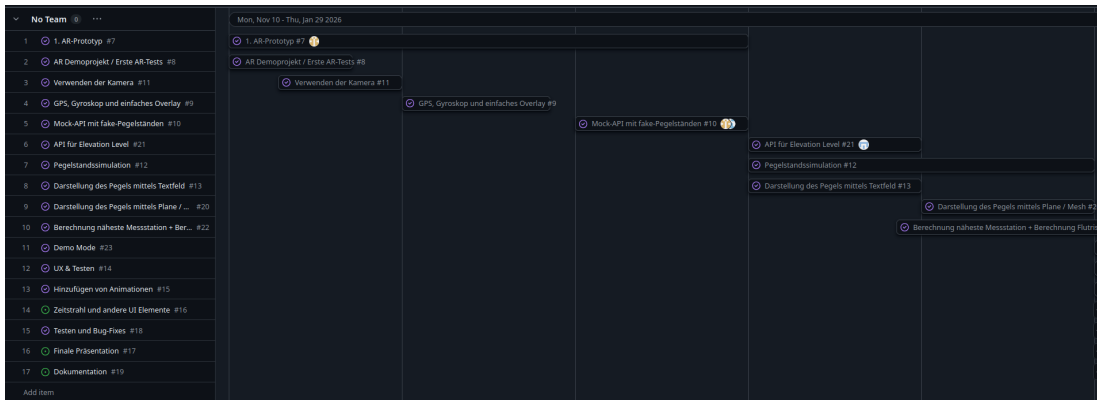 No Team 0 ...
Mon, Nov 10 - Thu, Jan 29 2026
1 1. AR-Prototyp #7
1. AR-Prototyp #7
2 AR Demoprojekt / Erste AR-Tests #8
AR Demoprojekt / Erste AR-Tests #8
3 Verwenden der Kamera #11
Verwenden der Kamera #11
4 GPS, Gyroskop und einfaches Overlay #9
GPS, Gyroskop und einfaches Overlay #9
5 Mock-API mit fake-Pegelständen #10
Mock-API mit fake-Pegelständen #10
6 API für Elevation Level #21
API für Elevation Level #21
7 Pegelstandssimulation #12
Pegelstandssimulation #12
8 Darstellung des Pegels mittels Textfeld #13
Darstellung des Pegels mittels Textfeld #13
9 Darstellung des Pegels mittels Plane / ... #20
Darstellung des Pegels mittels Plane / Mesh #2
10 Berechnung näheste Messstation + Ber... #22
Berechnung näheste Messstation + Berechnung Flutris
11 Demo Mode #23
12 UX & Testen #14
13 Hinzufügen von Animationen #15
14 Zeitstrahl und andere UI Elemente #16
15 Testen und Bug-Fixes #18
16 Finale Präsentation #17
17 Dokumentation #19
Add item